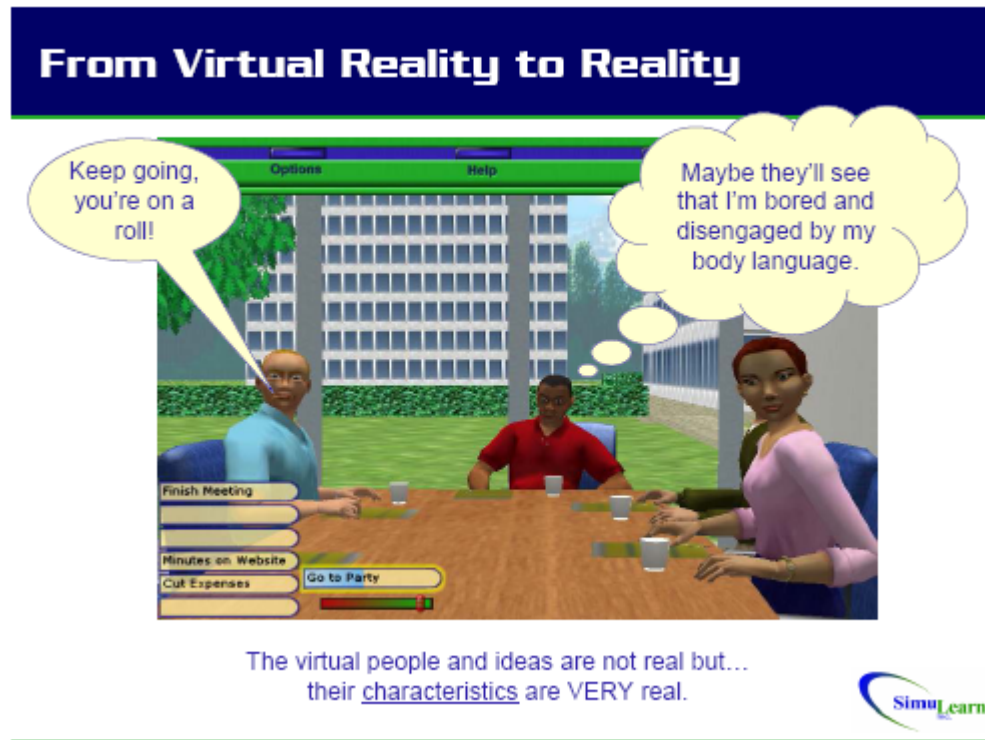 From Virtual Reality to Reality
Keep going,
you're on a
roll!
Options
Help
Maybe they'll see
that I'm bored and
disengaged by my
body language.
Finish Meeting
Minutes on Website
Cut Expenses
Go to Party
The virtual people and ideas are not real but…
their characteristics are VERY real.
SimuLearn